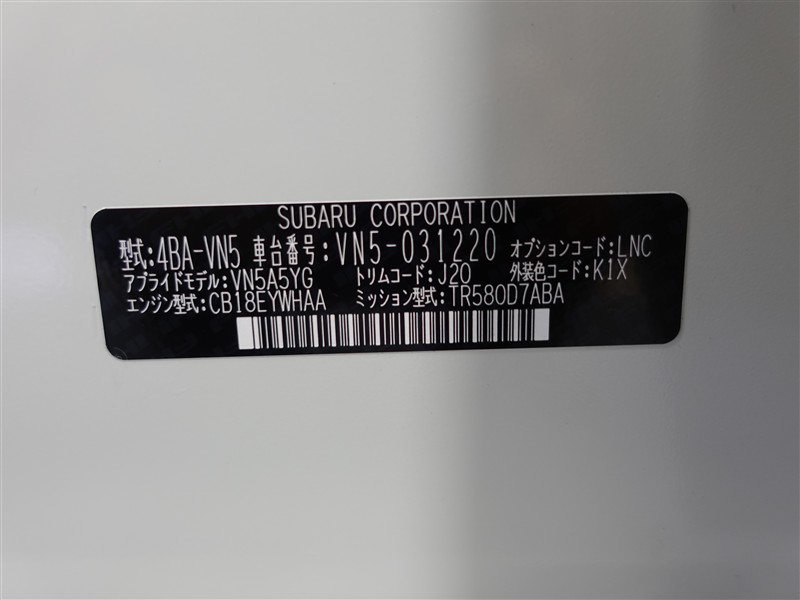 SUBARU CORPORATION
型式:4BA-VN5 車台番号:VN5-031220 オプションコード:LNC
アプライドモデル:VN5A5YG トリムコード:J20 外装色コード:K1X
エンジン型式:CB18EYWHAA ミッション型式:TR580D7ABA